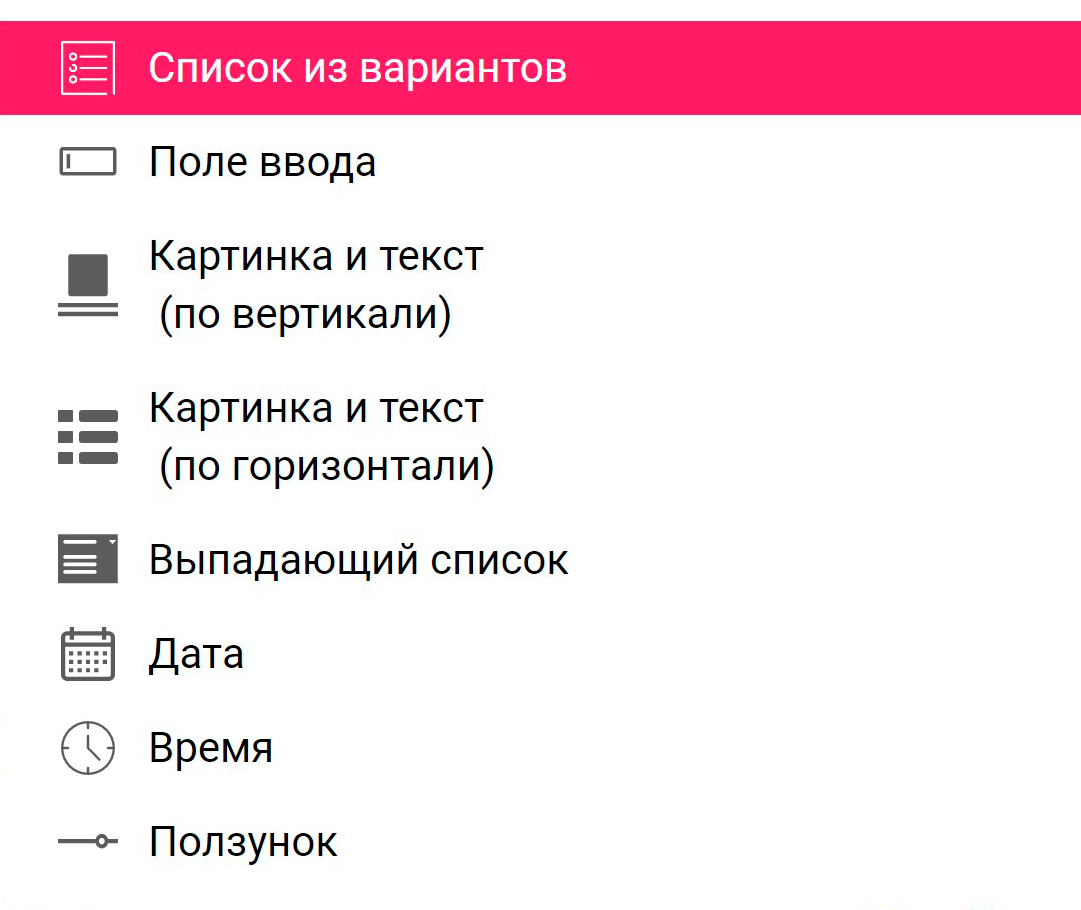 Список из вариантов
Поле ввода
Картинка и текст
(по вертикали)
Картинка и текст
(по горизонтали)
Выпадающий список
Дата
Время
Ползунок